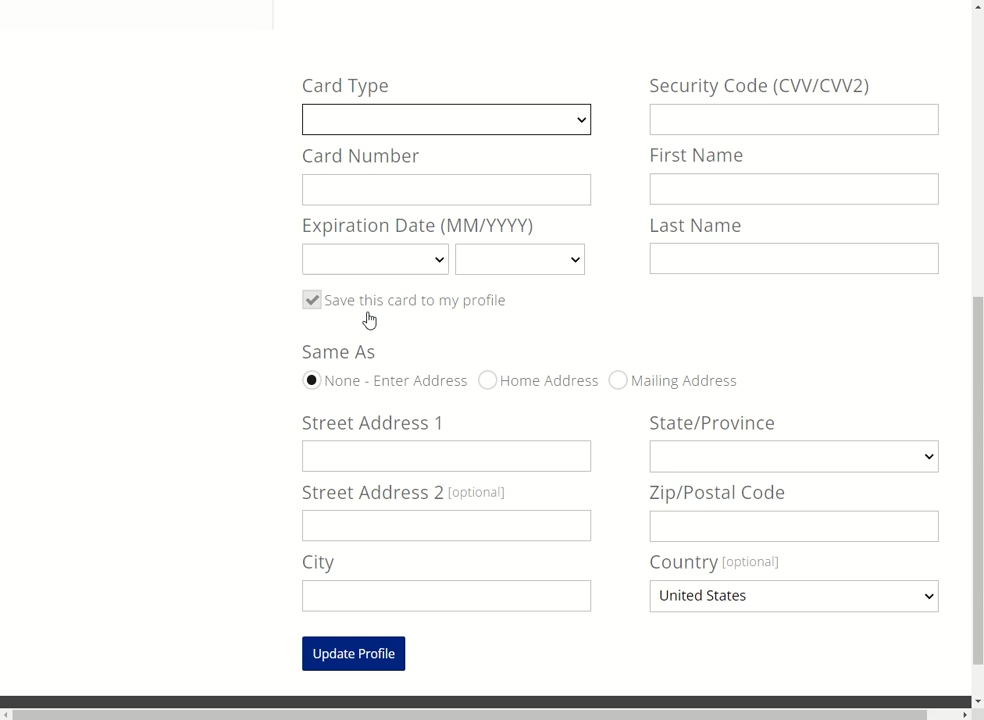 Card Type
Security Code (CVV/CVV2)
Card Number
First Name
Expiration Date (MM/YYYY)
Last Name
Save this card to my profile
Same As
None - Enter Address
Home Address
Mailing Address
Street Address 1
State/Province
Street Address 2 [optional]
Zip/Postal Code
City
Country [optional]
United States
Update Profile